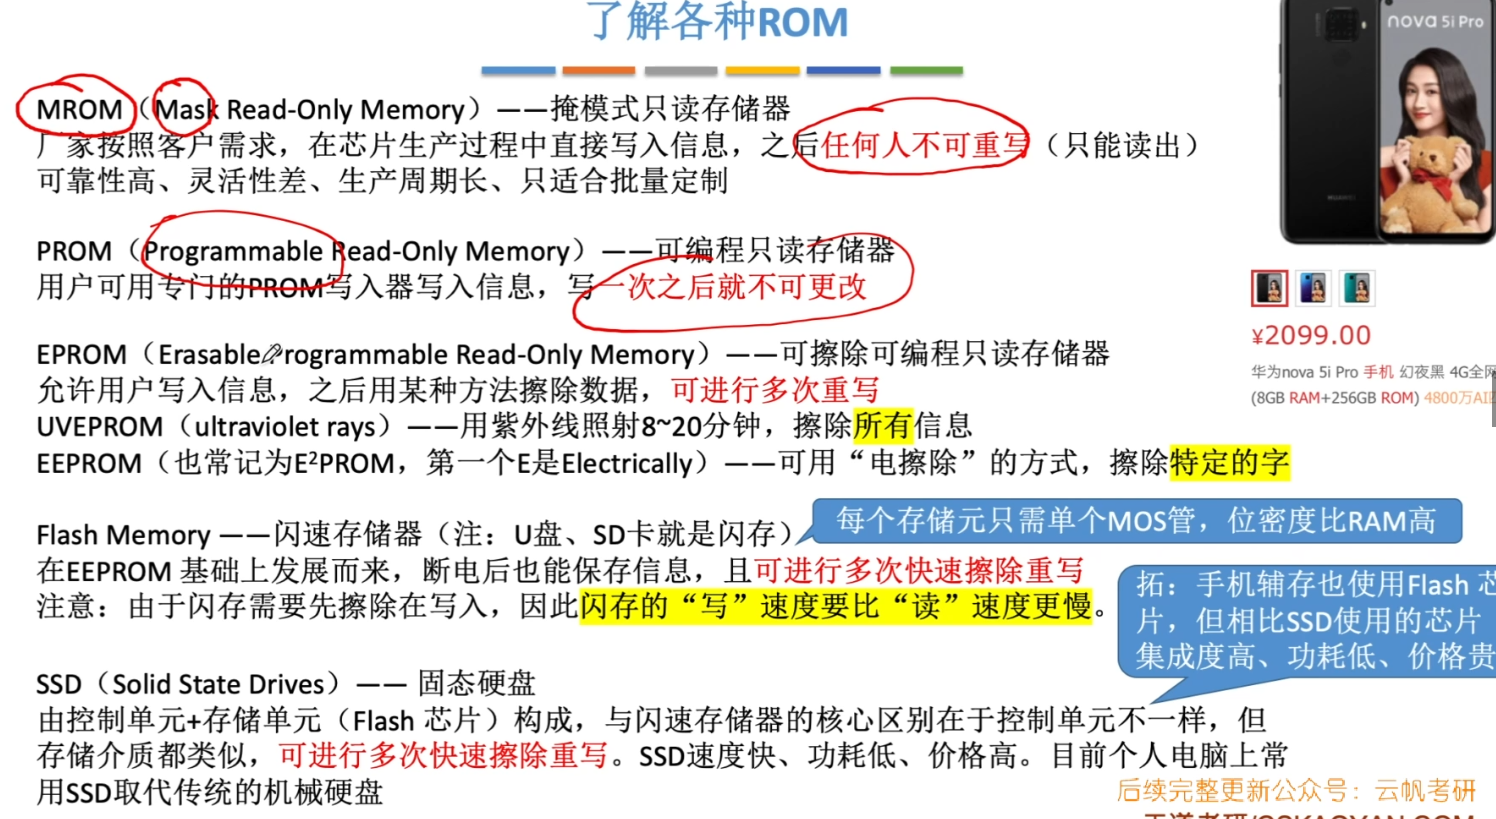 了解各种ROM
MROM（Mask Read-Only Memory）——掩模式只读存储器
厂家按照客户需求，在芯片生产过程中直接写入信息，之后任何人不可重写（只能读出）
可靠性高、灵活性差、生产周期长、只适合批量定制
PROM（Programmable Read-Only Memory）——可编程只读存储器
用户可用专门的PROM写入器写入信息，写一次之后就不可更改
EPROM（Erasable Programmable Read-Only Memory）——可擦除可编程只读存储器
允许用户写入信息，之后用某种方法擦除数据，可进行多次重写
UVEPROM（ultraviolet rays）——用紫外线照射8~20分钟，擦除所有信息
EEPROM（也常记为E²PROM，第一个E是Electrically）——可用“电擦除”的方式，擦除特定的字
Flash Memory ——闪速存储器（注：U盘、SD卡就是闪存）
在EEPROM 基础上发展而来，断电后也能保存信息，且可进行多次快速擦除重写
注意：由于闪存需要先擦除在写入，因此闪存的“写”速度要比“读”速度更慢。
每个存储元只需单个MOS管，位密度比RAM高
拓：手机辅存也使用Flash 芯
片，但相比SSD使用的芯片
集成度高、功耗低、价格贵
SSD（Solid State Drives）—— 固态硬盘
由控制单元+存储单元（Flash 芯片）构成，与闪速存储器的核心区别在于控制单元不一样，但
存储介质都类似，可进行多次快速擦除重写。SSD速度快、功耗低、价格高。目前个人电脑上常
用SSD取代传统的机械硬盘
nova 5i Pro
HUAWEI
¥2099.00
华为nova 5i Pro 手机 幻夜黑 4G全网
(8GB RAM+256GB ROM) 4800万AI
后续完整更新公众号：云帆考研